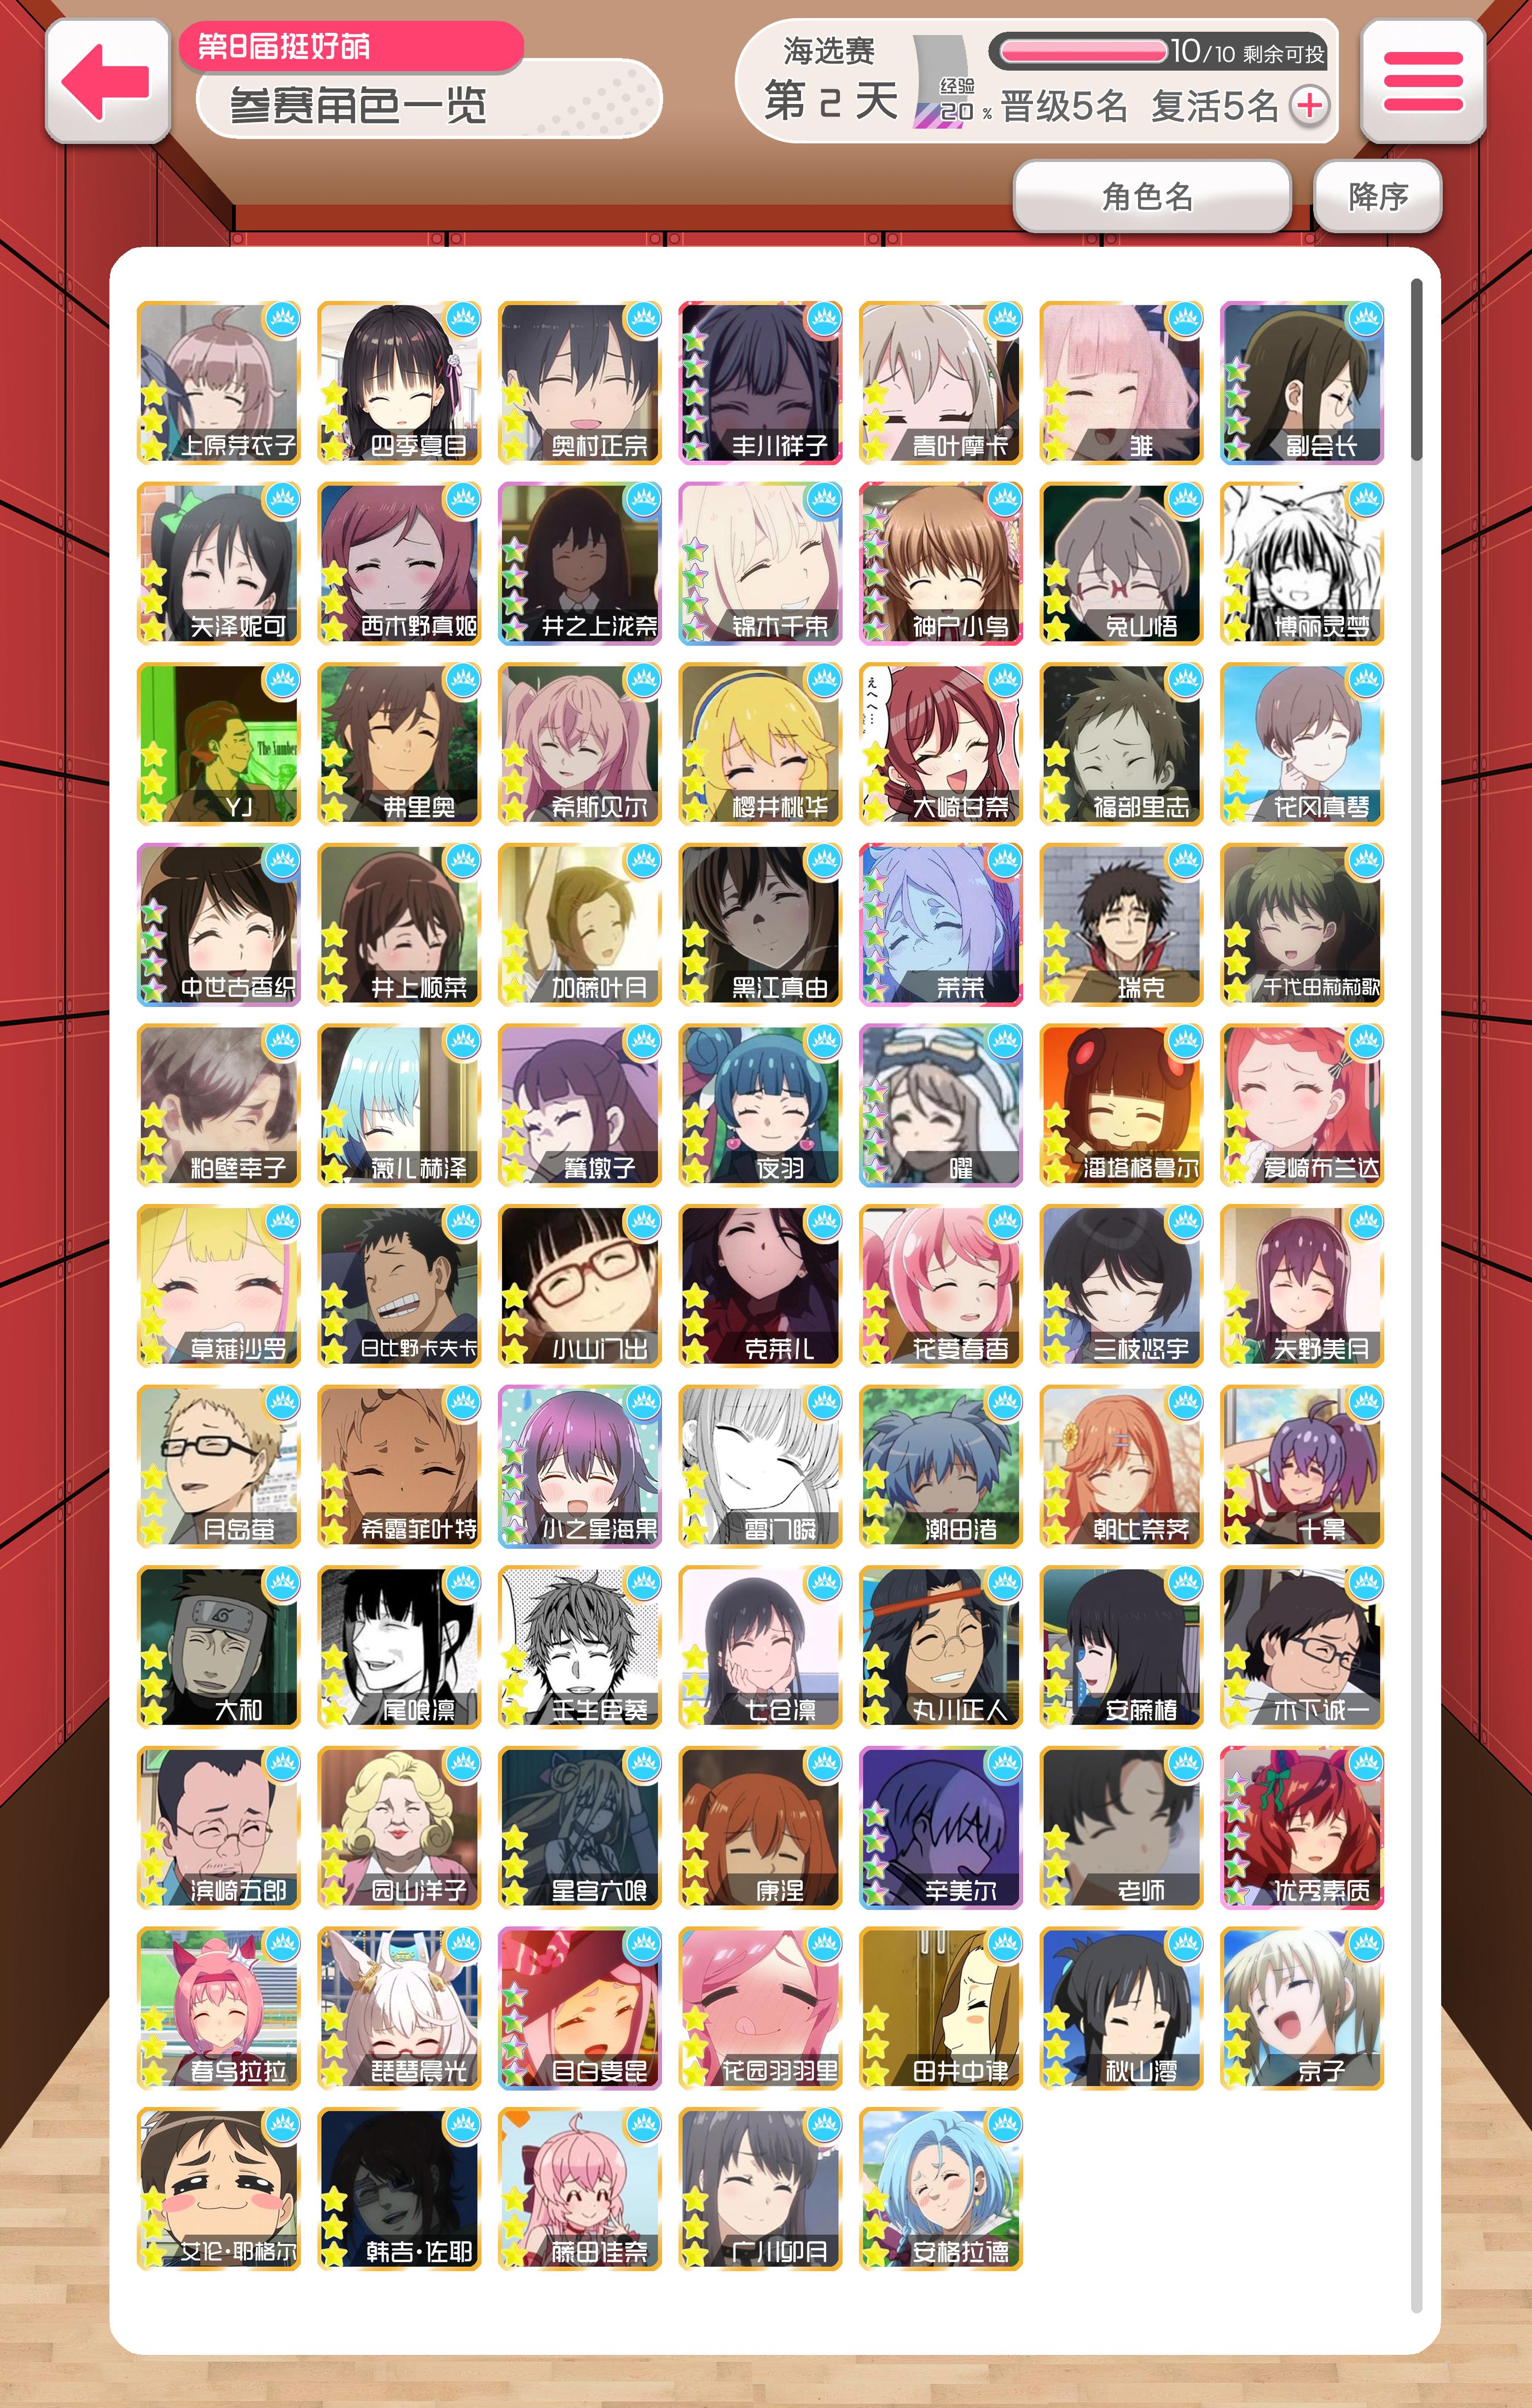 第8届挺好萌
参赛角色一览
海选赛
第 2 天
经验
20 %
10/10 剩余可投
晋级5名 复活5名
角色名
降序
上原芽衣子
四季夏目
奥村正宗
丰川祥子
青叶摩卡
雏
副会长
矢泽妮可
西木野真姬
井之上泷奈
锦木千束
神户小鸟
兔山悟
博丽灵梦
The Number
えへへ…
YJ
弗里奥
希斯贝尔
樱井桃华
大崎甘奈
福部里志
花冈真琴
中世古香织
井上顺菜
加藤叶月
黑江真由
茉茉
瑞克
千代田莉莉歌
粕壁幸子
薇儿赫泽
篝墩子
夜羽
曜
潘塔格鲁尔
爱崎布兰达
草薙沙罗
日比野卡夫卡
小山门出
克莱儿
花菱春香
三枝悠宇
矢野美月
月岛萤
希露菲叶特
小之星海果
雷门瞬
潮田渚
朝比奈荠
十景
大和
尾喰凛
壬生臣葵
七仓凛
丸川正人
安藤椿
木下诚一
滨崎五郎
园山洋子
星宫六喰
康涅
辛美尔
老师
优秀素质
春乌拉拉
琵琶晨光
目白麦昆
花园羽羽里
田井中律
秋山澪
京子
艾伦·耶格尔
韩吉·佐耶
藤田佳奈
广川卯月
安格拉德